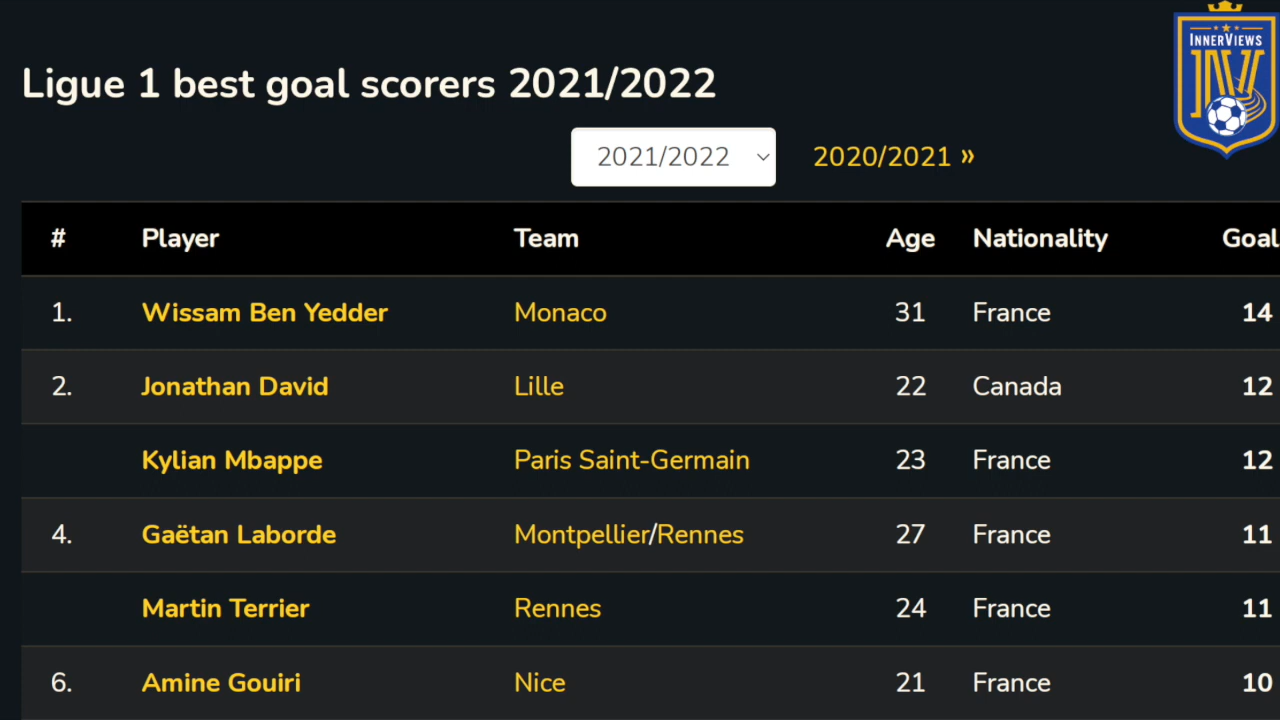 INNERVIEWS
IV
Ligue 1 best goal scorers 2021/2022
2021/2022 2020/2021 »
# Player Team Age Nationality Goal
1. Wissam Ben Yedder Monaco 31 France 14
2. Jonathan David Lille 22 Canada 12
Kylian Mbappe Paris Saint-Germain 23 France 12
4. Gaëtan Laborde Montpellier/Rennes 27 France 11
Martin Terrier Rennes 24 France 11
6. Amine Gouiri Nice 21 France 10